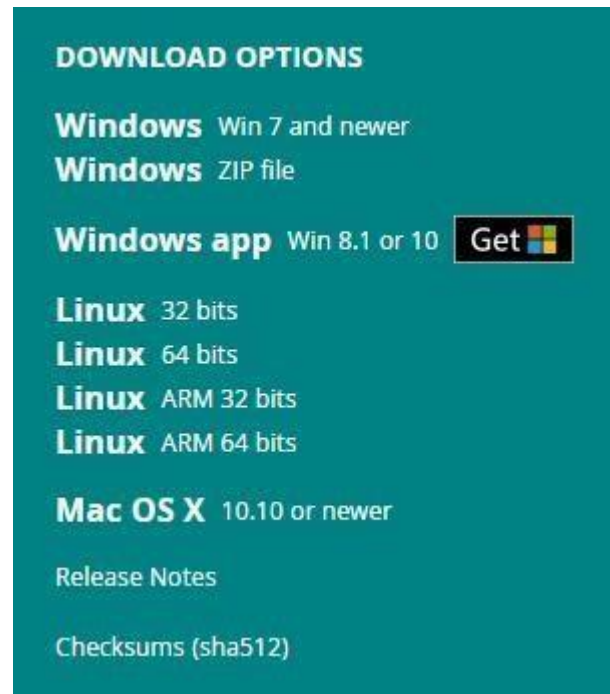 DOWNLOAD OPTIONS
Windows Win 7 and newer
Windows ZIP file
Windows app Win 8.1 or 10 Get
Linux 32 bits
Linux 64 bits
Linux ARM 32 bits
Linux ARM 64 bits
Mac OS X 10.10 or newer
Release Notes
Checksums (sha512)